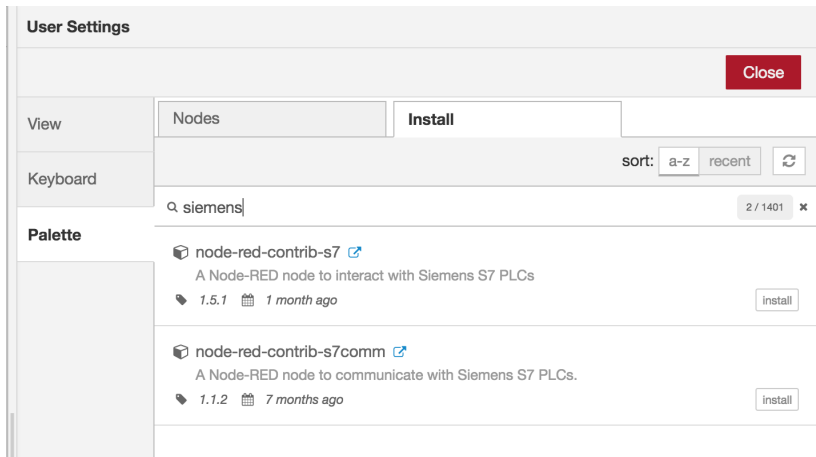 User Settings
Close
View
Keyboard
Palette
Nodes
Install
sort: a-z recent
siemens
2 / 1401 ×
node-red-contrib-s7
A Node-RED node to interact with Siemens S7 PLCs
1.5.1 1 month ago
install
node-red-contrib-s7comm
A Node-RED node to communicate with Siemens S7 PLCs.
1.1.2 7 months ago
install